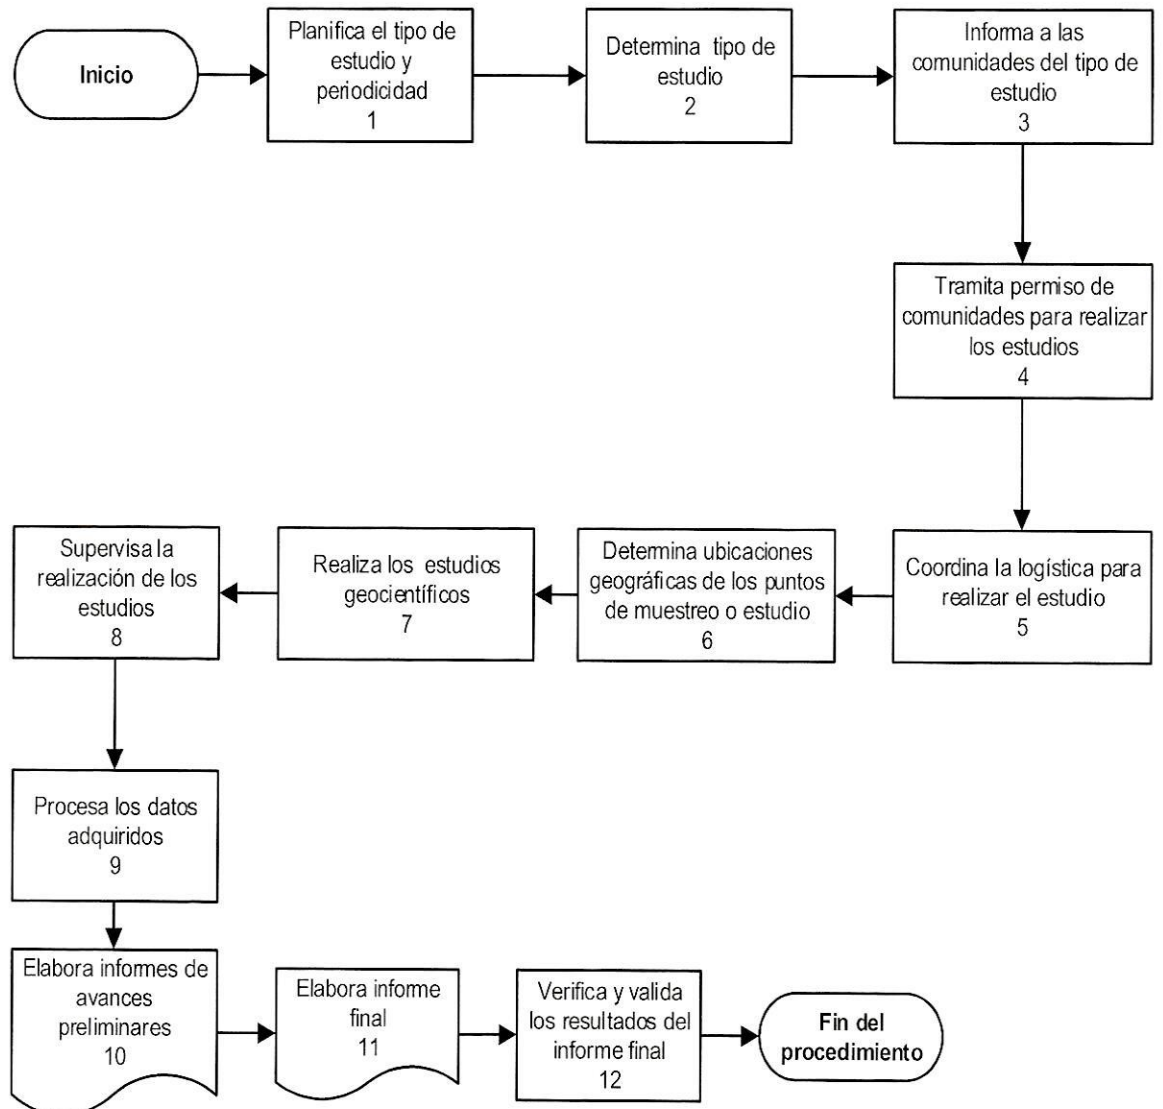 Inicio
Planifica el tipo de
estudio y
periodicidad
1
Determina tipo de
estudio
2
Informa a las
comunidades del tipo de
estudio
3
Tramita permiso de
comunidades para realizar
los estudios
4
Coordina la logística para
realizar el estudio
5
Determina ubicaciones
geográficas de los puntos
de muestreo o estudio
6
Realiza los estudios
geocientíficos
7
Supervisa la
realización de los
estudios
8
Procesa los datos
adquiridos
9
Elabora informes de
avances
preliminares
10
Elabora informe
final
11
Verifica y valida
los resultados del
informe final
12
Fin del
procedimiento